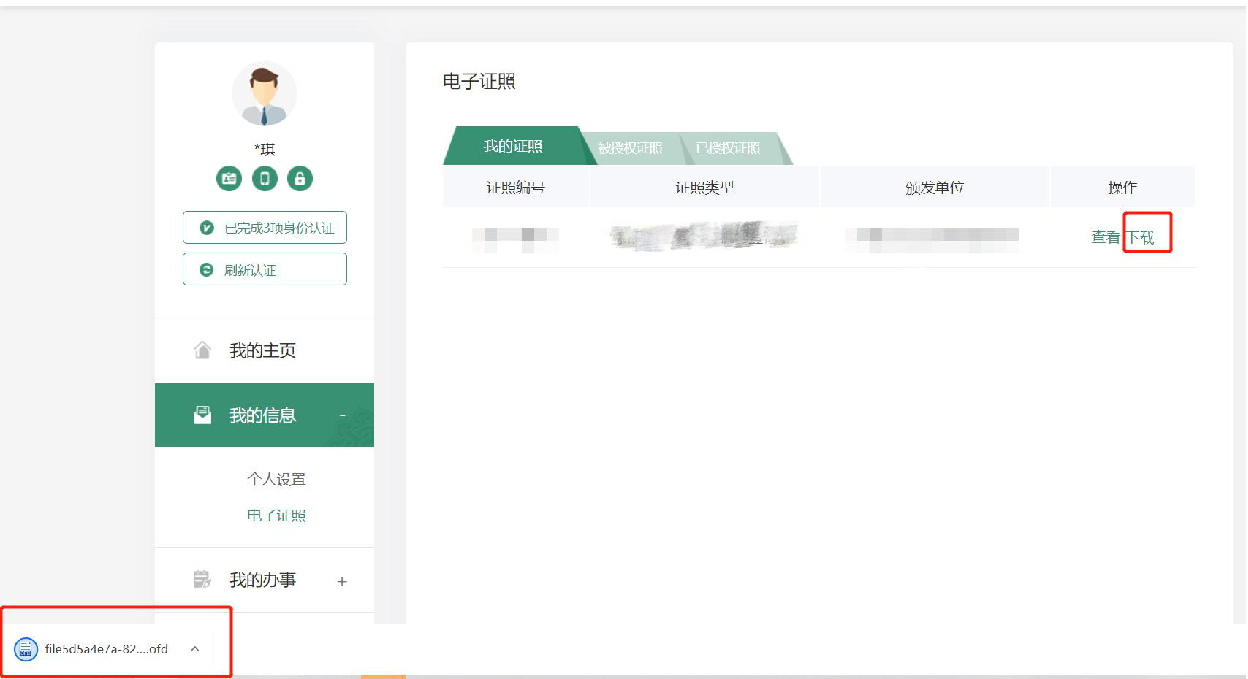 电子证照
*琪
我的证照 被授权证照 已授权证照
证照编号 证照类型 颁发单位 操作
查看 下载
已完成3项身份认证
刷新认证
我的主页
我的信息 -
个人设置
电子证照
我的办事 +
file5d5a4e7a-82....ofd